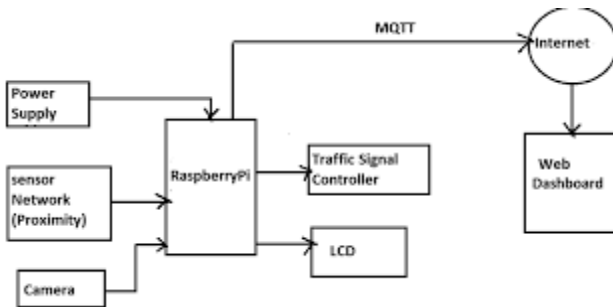 MQTT
Internet
Power
Supply
RaspberryPi
Traffic Signal
Controller
Web
Dashboard
sensor
Network
(Proximity)
LCD
Camera